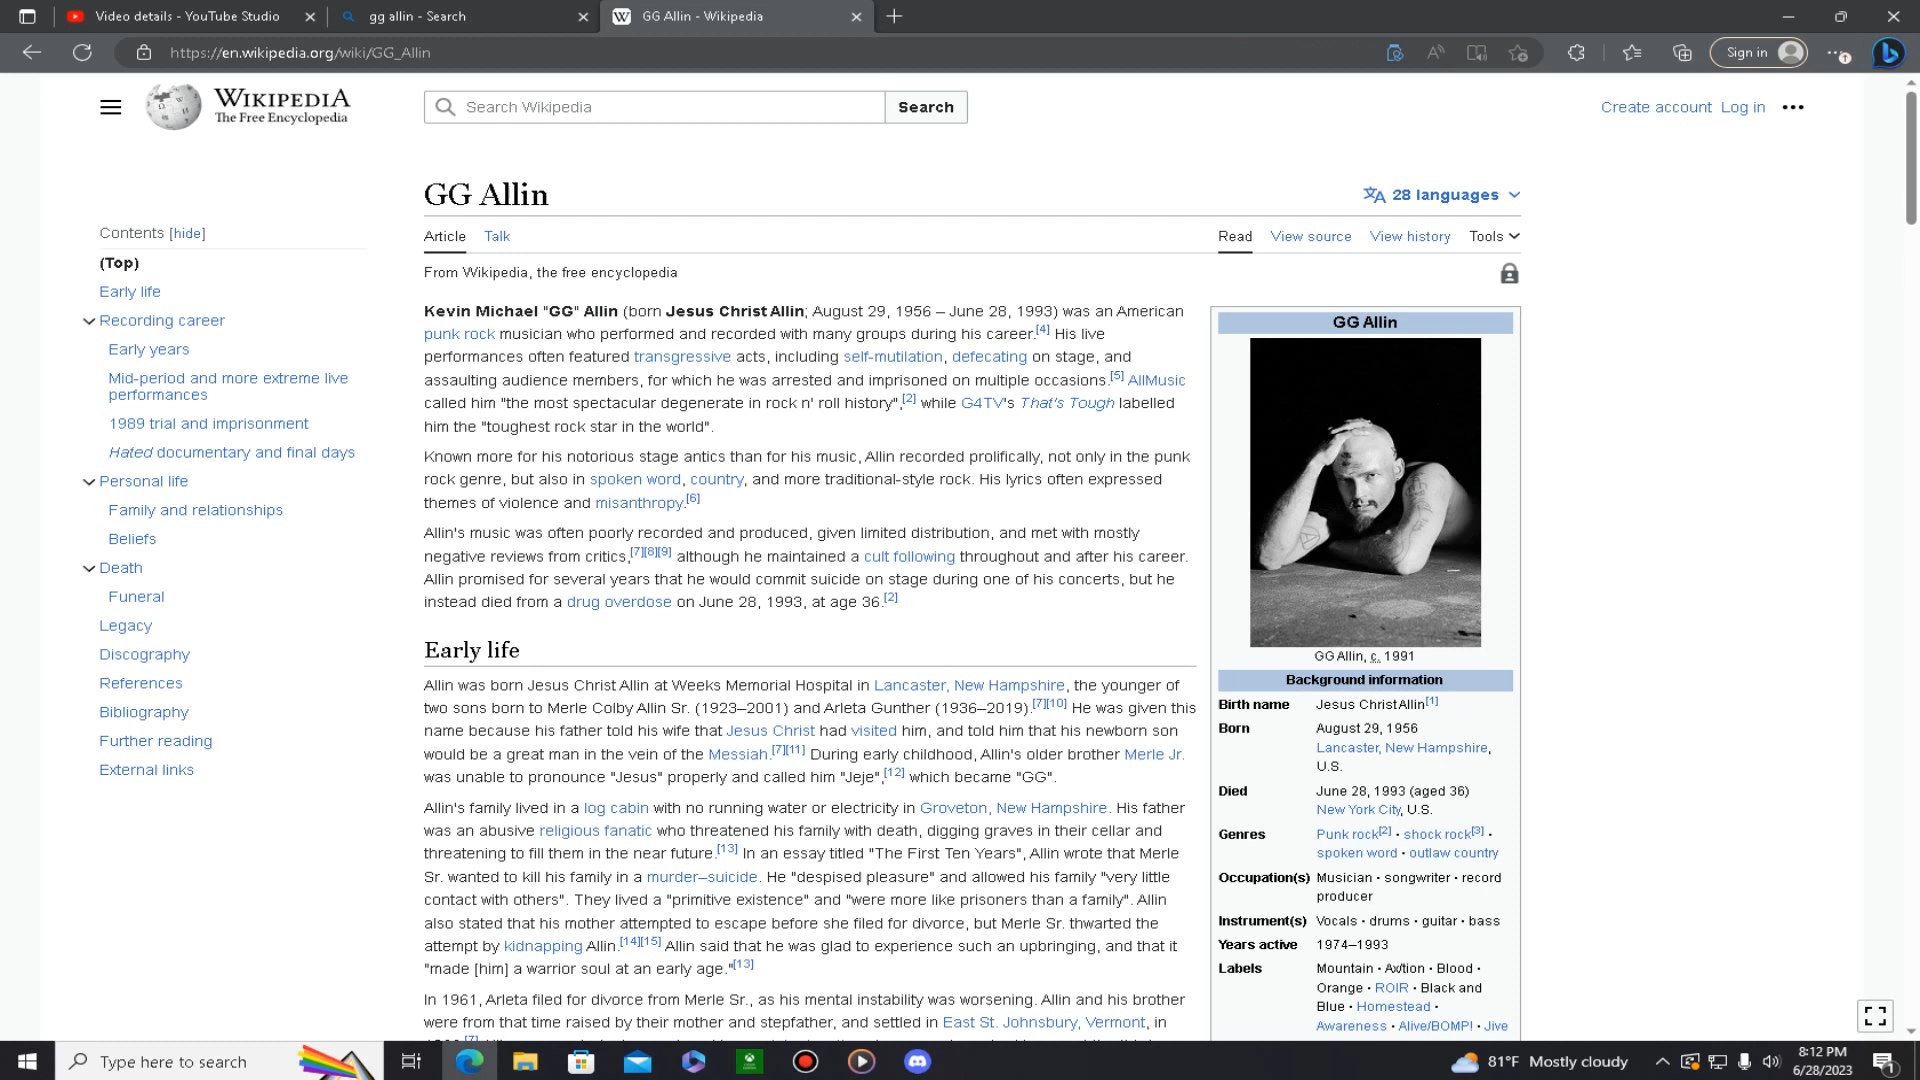 Video details - YouTube Studio
gg allin - Search
GG Allin - Wikipedia
https://en.wikipedia.org/wiki/GG_Allin
Sign in
WIKIPEDIA
The Free Encyclopedia
Search Wikipedia
Search
Create account Log in
GG Allin
28 languages
Article Talk
Read View source View history Tools
From Wikipedia, the free encyclopedia
Contents [hide]
(Top)
Early life
Recording career
Early years
Mid-period and more extreme live
performances
1989 trial and imprisonment
Hated documentary and final days
Personal life
Family and relationships
Beliefs
Death
Funeral
Legacy
Discography
References
Bibliography
Further reading
External links
Kevin Michael "GG" Allin (born Jesus Christ Allin; August 29, 1956 – June 28, 1993) was an American
punk rock musician who performed and recorded with many groups during his career.[4] His live
performances often featured transgressive acts, including self-mutilation, defecating on stage, and
assaulting audience members, for which he was arrested and imprisoned on multiple occasions.[5] AllMusic
called him "the most spectacular degenerate in rock n' roll history",[2] while G4TV's That's Tough labelled
him the "toughest rock star in the world".
Known more for his notorious stage antics than for his music, Allin recorded prolifically, not only in the punk
rock genre, but also in spoken word, country, and more traditional-style rock. His lyrics often expressed
themes of violence and misanthropy.[6]
Allin's music was often poorly recorded and produced, given limited distribution, and met with mostly
negative reviews from critics,[7][8][9] although he maintained a cult following throughout and after his career.
Allin promised for several years that he would commit suicide on stage during one of his concerts, but he
instead died from a drug overdose on June 28, 1993, at age 36.[2]
Early life
Allin was born Jesus Christ Allin at Weeks Memorial Hospital in Lancaster, New Hampshire, the younger of
two sons born to Merle Colby Allin Sr. (1923–2001) and Arleta Gunther (1936–2019).[7][10] He was given this
name because his father told his wife that Jesus Christ had visited him, and told him that his newborn son
would be a great man in the vein of the Messiah.[7][11] During early childhood, Allin's older brother Merle Jr.
was unable to pronounce "Jesus" properly and called him "Jeje",[12] which became "GG".
Allin's family lived in a log cabin with no running water or electricity in Groveton, New Hampshire. His father
was an abusive religious fanatic who threatened his family with death, digging graves in their cellar and
threatening to fill them in the near future.[13] In an essay titled "The First Ten Years", Allin wrote that Merle
Sr. wanted to kill his family in a murder–suicide. He "despised pleasure" and allowed his family "very little
contact with others". They lived a "primitive existence" and "were more like prisoners than a family". Allin
also stated that his mother attempted to escape before she filed for divorce, but Merle Sr. thwarted the
attempt by kidnapping Allin.[14][15] Allin said that he was glad to experience such an upbringing, and that it
"made [him] a warrior soul at an early age."[13]
In 1961, Arleta filed for divorce from Merle Sr., as his mental instability was worsening. Allin and his brother
were from that time raised by their mother and stepfather, and settled in East St. Johnsbury, Vermont, in
GG Allin
GG Allin, c. 1991
Background information
Birth name Jesus Christ Allin[1]
Born August 29, 1956
Lancaster, New Hampshire,
U.S.
Died June 28, 1993 (aged 36)
New York City, U.S.
Genres Punk rock[2] • shock rock[3] •
spoken word • outlaw country
Occupation(s) Musician • songwriter • record
producer
Instrument(s) Vocals • drums • guitar • bass
Years active 1974–1993
Labels Mountain • Ax/tion • Blood •
Orange • ROIR • Black and
Blue • Homestead •
Awareness • Alive/BOMP! • Jive
Type here to search
81°F Mostly cloudy
8:12 PM
6/28/2023
1